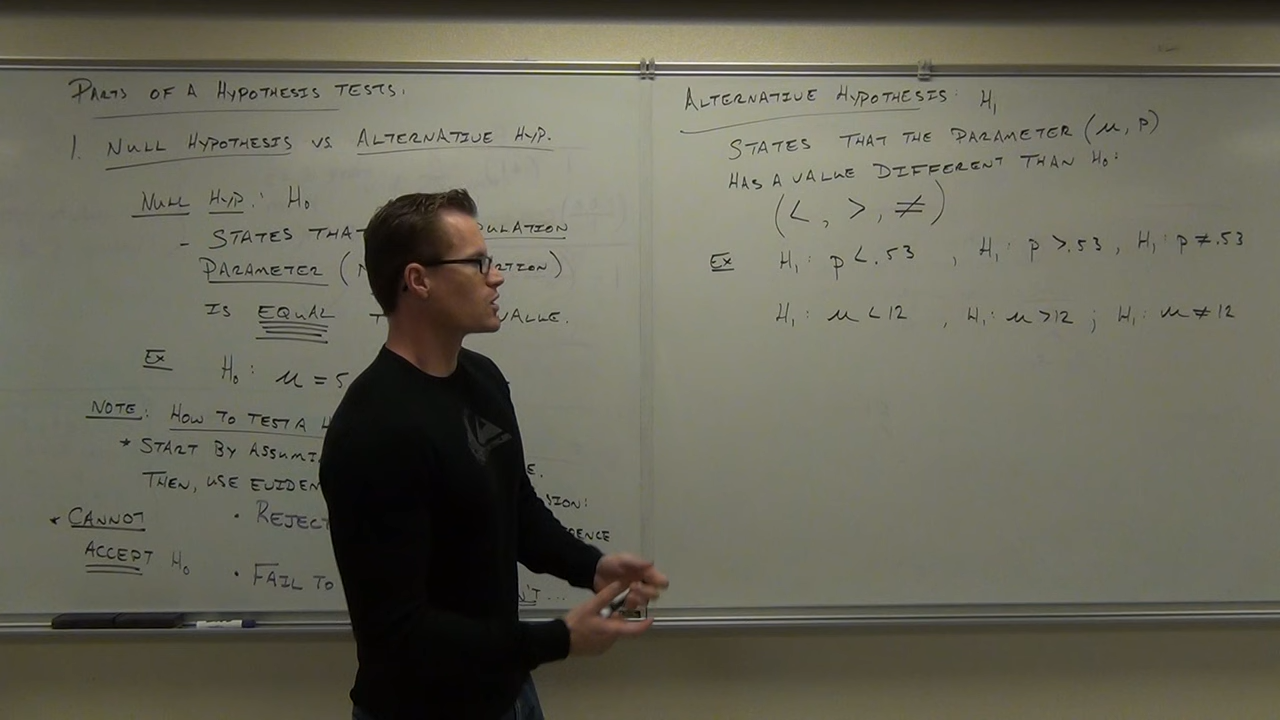 PARTS OF A HYPOTHESIS TESTS.
1. NULL HYPOTHESIS VS. ALTERNATIVE HYP.
NULL HYP.: H₀
- STATES THAT
PARAMETER (
IS EQUAL
Ex H₀: μ = 5
NOTE: HOW TO TEST A
* START BY
THEN, USE
* CANNOT • REJECT
ACCEPT H₀
• FAIL TO
N'T ...
ALTERNATIVE HYPOTHESIS: H₁
STATES THAT THE PARAMETER (μ, P)
HAS A VALUE DIFFERENT THAN H₀:
(<, >, ≠)
Ex H₁: p < .53, H₁: p > .53, H₁: p ≠ .53
H₁: μ < 12, H₁: μ > 12; H₁: μ ≠ 12